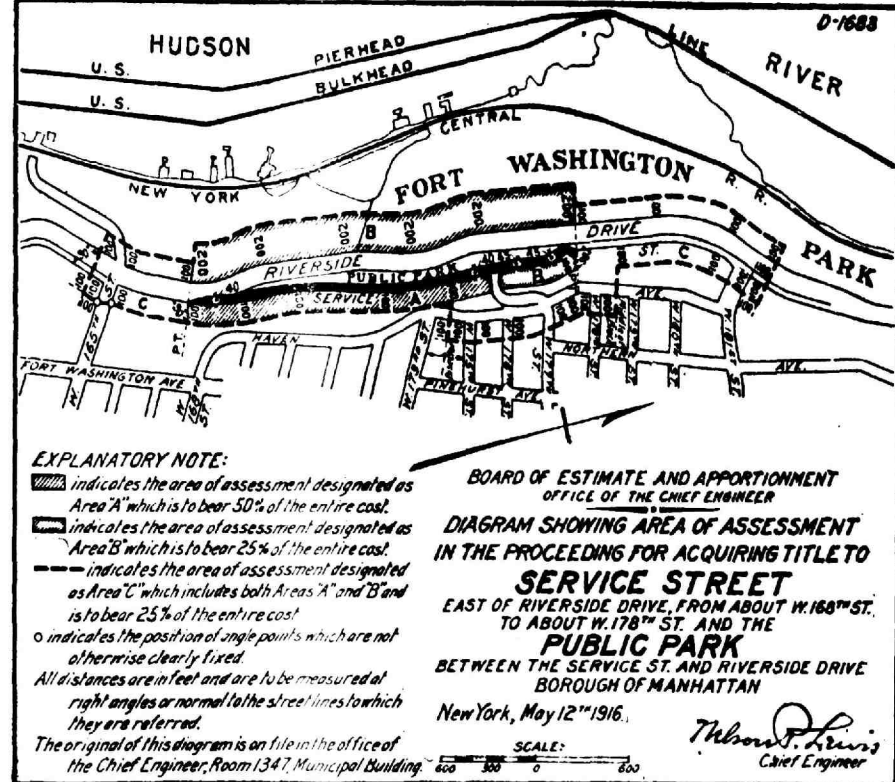 D-1683
HUDSON
RIVER
U. S. PIERHEAD LINE
U. S. BULKHEAD
NEW YORK CENTRAL R. R.
FORT WASHINGTON PARK
B
RIVERSIDE DRIVE
PUBLIC PARK
SERVICE ST.
A
B
C
C
HAVEN AVE.
FORT WASHINGTON AVE.
PINEHURST AVE.
NORTHERN AVE.
W. 165TH ST.
W. 168TH ST.
W. 181ST ST.
EXPLANATORY NOTE:
indicates the area of assessment designated as
Area "A" which is to bear 50% of the entire cost.
indicates the area of assessment designated as
Area "B" which is to bear 25% of the entire cost.
indicates the area of assessment designated
as Area "C" which includes both Areas "A" and "B" and
is to bear 25% of the entire cost
o indicates the position of angle points which are not
otherwise clearly fixed.
All distances are in feet and are to be measured at
right angles or normal to the street lines to which
they are referred.
The original of this diagram is on file in the office of
the Chief Engineer, Room 1347, Municipal Building.
BOARD OF ESTIMATE AND APPORTIONMENT
OFFICE OF THE CHIEF ENGINEER
DIAGRAM SHOWING AREA OF ASSESSMENT
IN THE PROCEEDING FOR ACQUIRING TITLE TO
SERVICE STREET
EAST OF RIVERSIDE DRIVE, FROM ABOUT W. 168TH ST.
TO ABOUT W. 178TH ST. AND THE
PUBLIC PARK
BETWEEN THE SERVICE ST. AND RIVERSIDE DRIVE
BOROUGH OF MANHATTAN
New York, May 12TH 1916.
Nelson P. Lewis
Chief Engineer
SCALE:
600 300 0 600